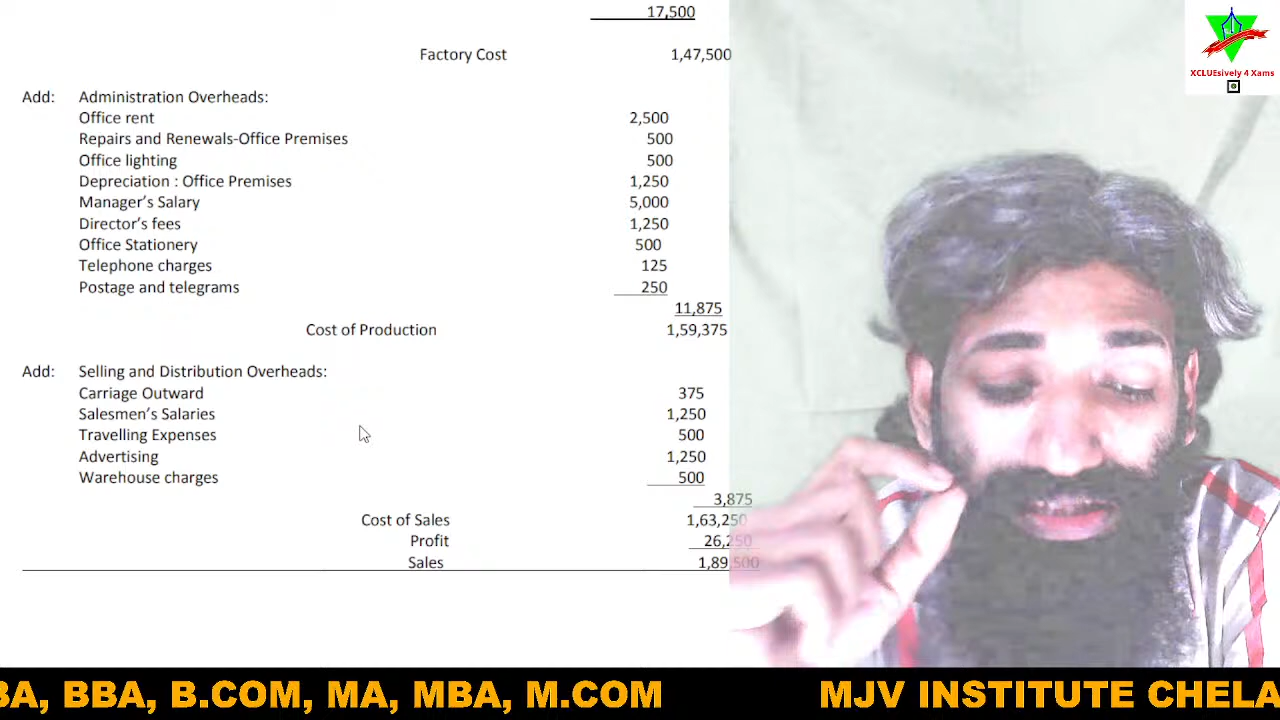 17,500
Factory Cost 1,47,500
Add: Administration Overheads:
Office rent 2,500
Repairs and Renewals-Office Premises 500
Office lighting 500
Depreciation : Office Premises 1,250
Manager's Salary 5,000
Director's fees 1,250
Office Stationery 500
Telephone charges 125
Postage and telegrams 250
11,875
Cost of Production 1,59,375
Add: Selling and Distribution Overheads:
Carriage Outward 375
Salesmen's Salaries 1,250
Travelling Expenses 500
Advertising 1,250
Warehouse charges 500
3,875
Cost of Sales 1,63,250
Profit 26,250
Sales 1,89,500
XCLUEsively 4 Xams
BA, BBA, B.COM, MA, MBA, M.COM MJV INSTITUTE CHELA